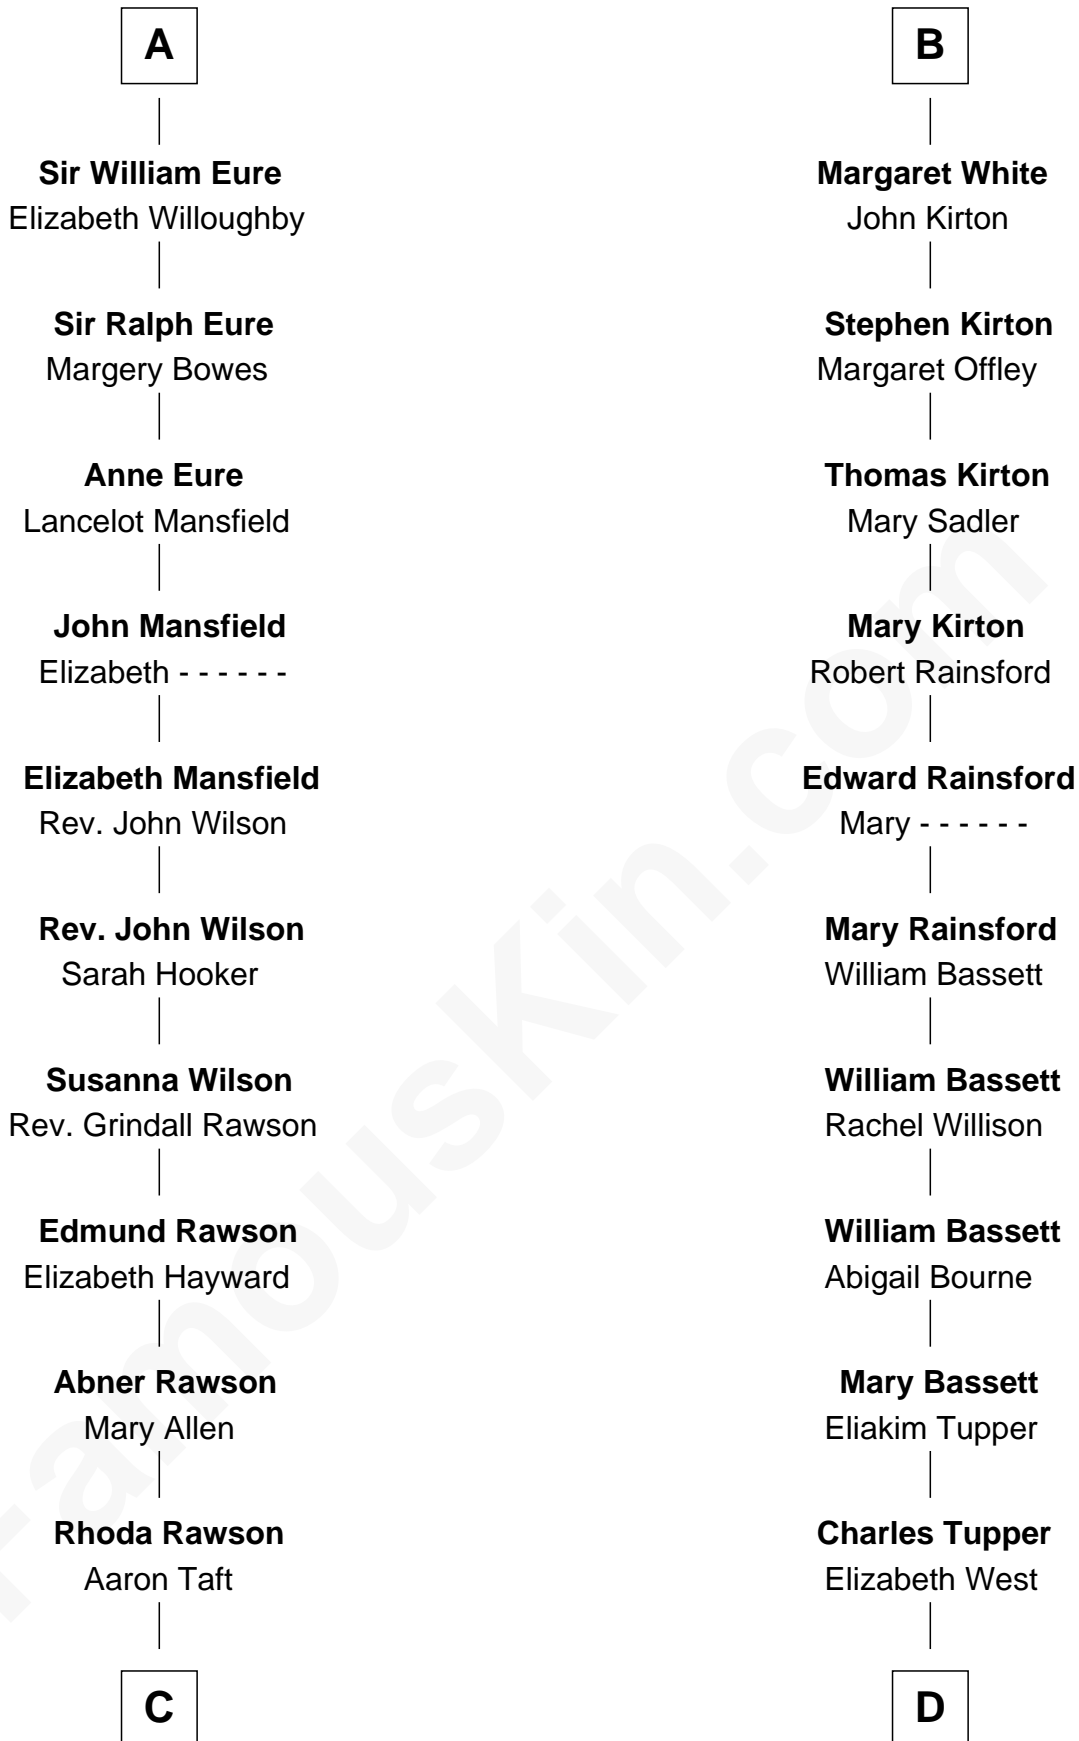 A
Sir William Eure
Elizabeth Willoughby
Sir Ralph Eure
Margery Bowes
Anne Eure
Lancelot Mansfield
John Mansfield
Elizabeth - - - - - -
Elizabeth Mansfield
Rev. John Wilson
Rev. John Wilson
Sarah Hooker
Susanna Wilson
Rev. Grindall Rawson
Edmund Rawson
Elizabeth Hayward
Abner Rawson
Mary Allen
Rhoda Rawson
Aaron Taft
C
B
Margaret White
John Kirton
Stephen Kirton
Margaret Offley
Thomas Kirton
Mary Sadler
Mary Kirton
Robert Rainsford
Edward Rainsford
Mary - - - - - -
Mary Rainsford
William Bassett
William Bassett
Rachel Willison
William Bassett
Abigail Bourne
Mary Bassett
Eliakim Tupper
Charles Tupper
Elizabeth West
D
FamousKin.com